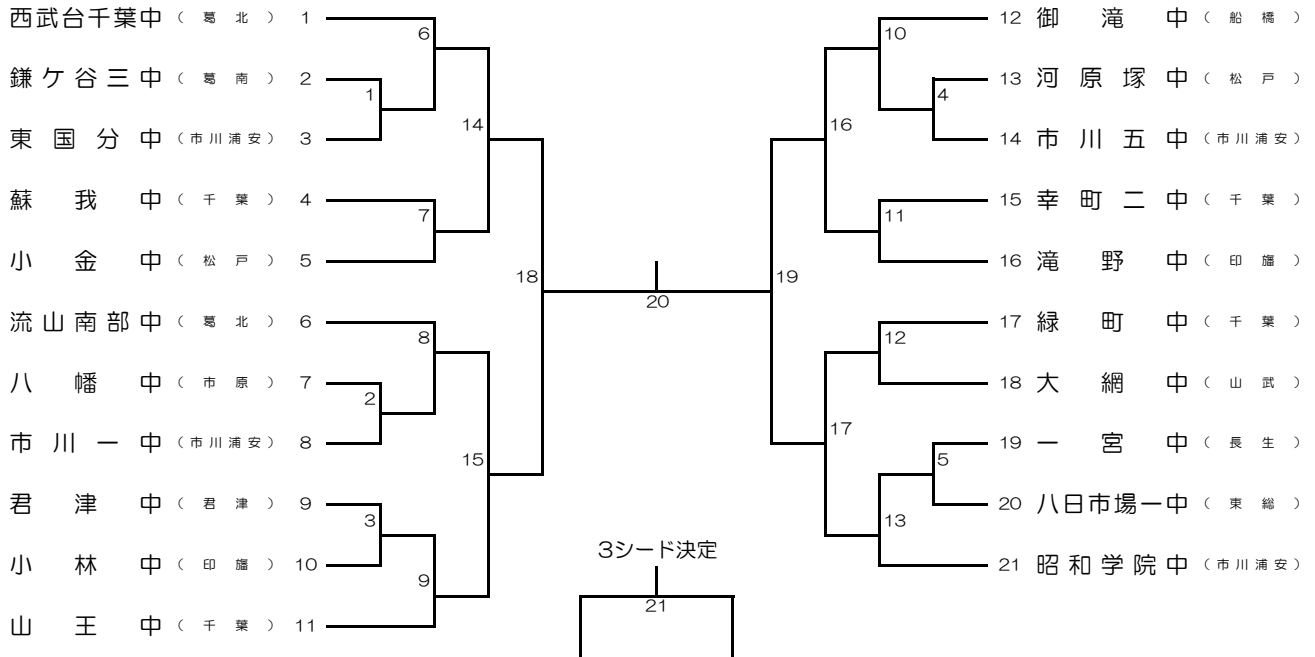 西武台千葉中（葛北） 1
鎌ケ谷三中（葛南） 2
東国分中（市川浦安） 3
蘇我中（千葉） 4
小金中（松戸） 5
流山南部中（葛北） 6
八幡中（市原） 7
市川一中（市川浦安） 8
君津中（君津） 9
小林中（印旛） 10
山王中（千葉） 11
6
1
14
7
18
8
2
15
3
9
20
3シード決定
21
10
4
16
11
19
12
17
5
13
12 御滝中（船橋）
13 河原塚中（松戸）
14 市川五中（市川浦安）
15 幸町二中（千葉）
16 滝野中（印旛）
17 緑町中（千葉）
18 大網中（山武）
19 一宮中（長生）
20 八日市場一中（東総）
21 昭和学院中（市川浦安）